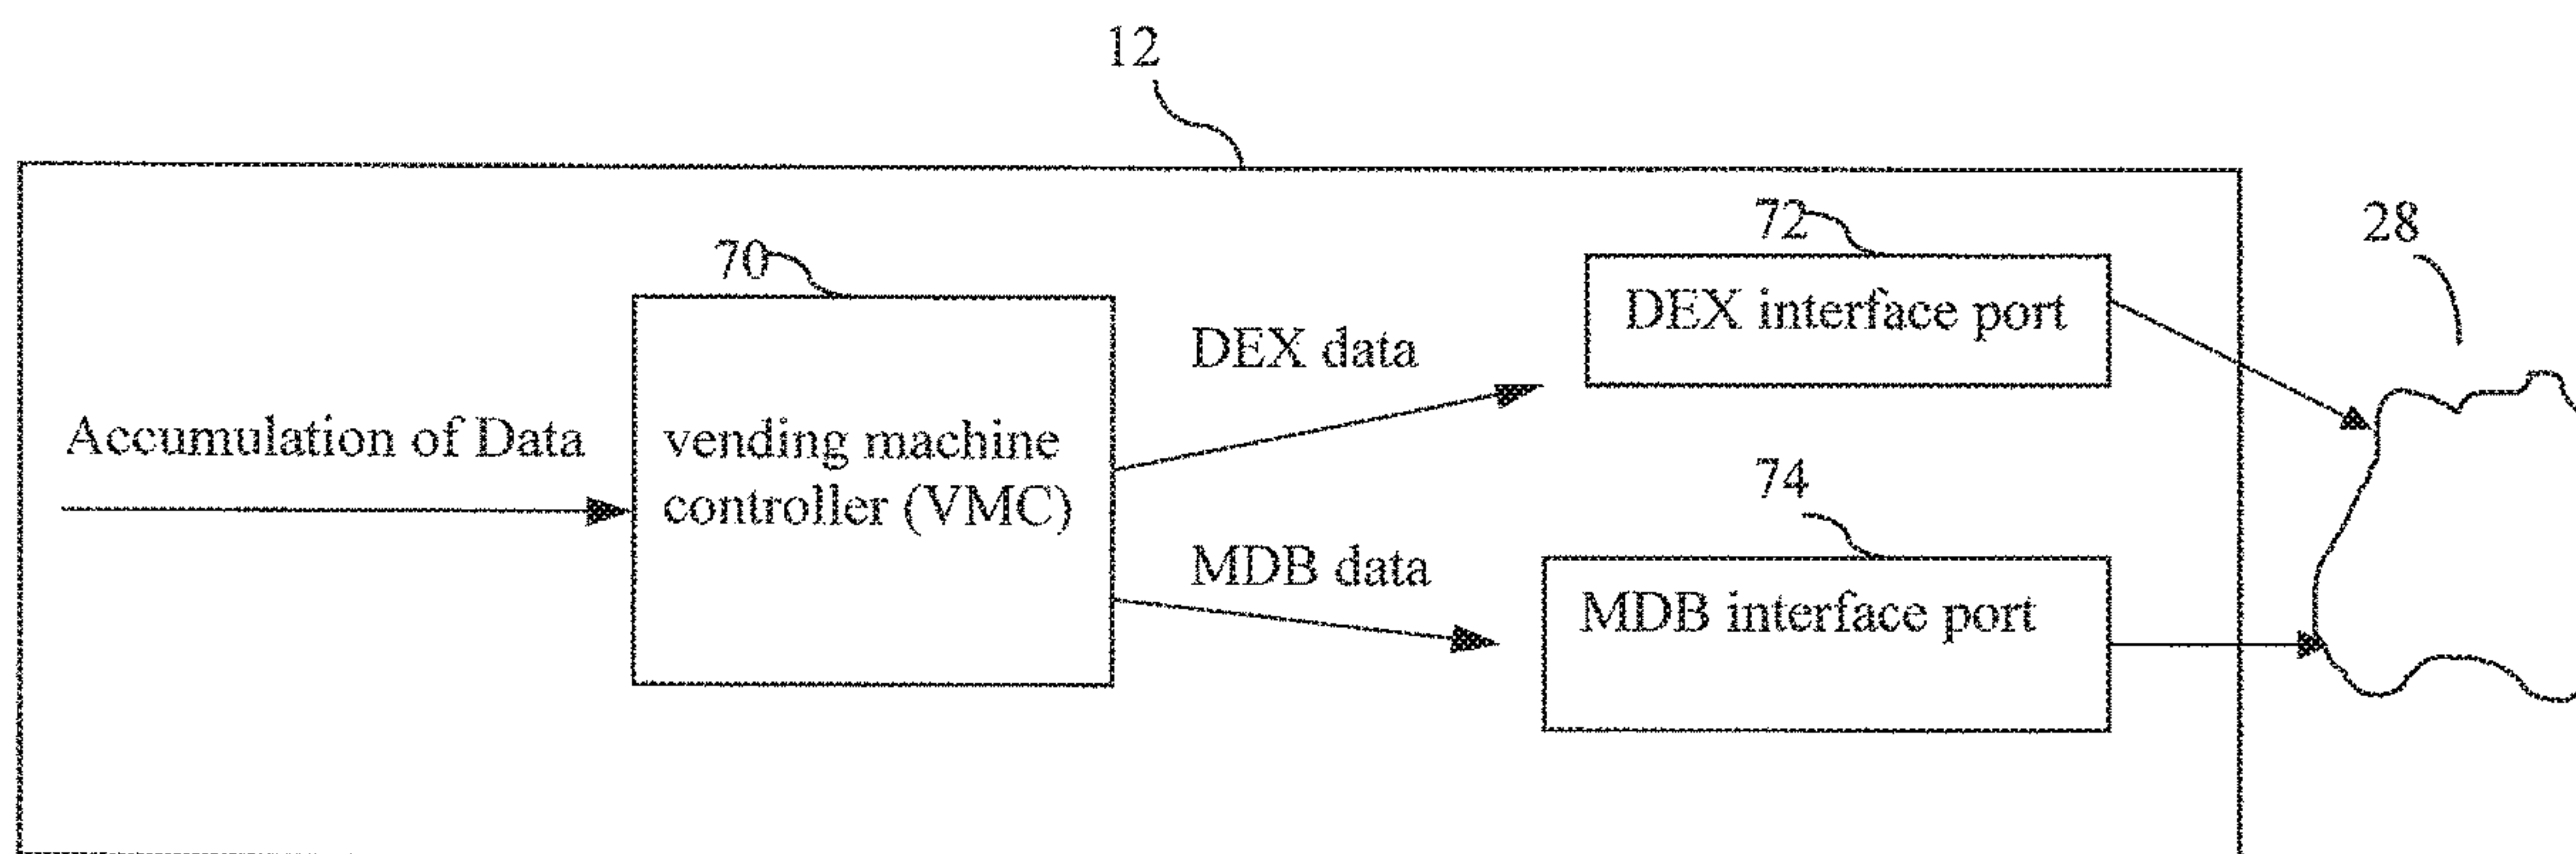 12
72
28
70
DEX interface port
DEX data
Accumulation of Data
vending machine
controller (VMC)
74
MDB data
MDB interface port